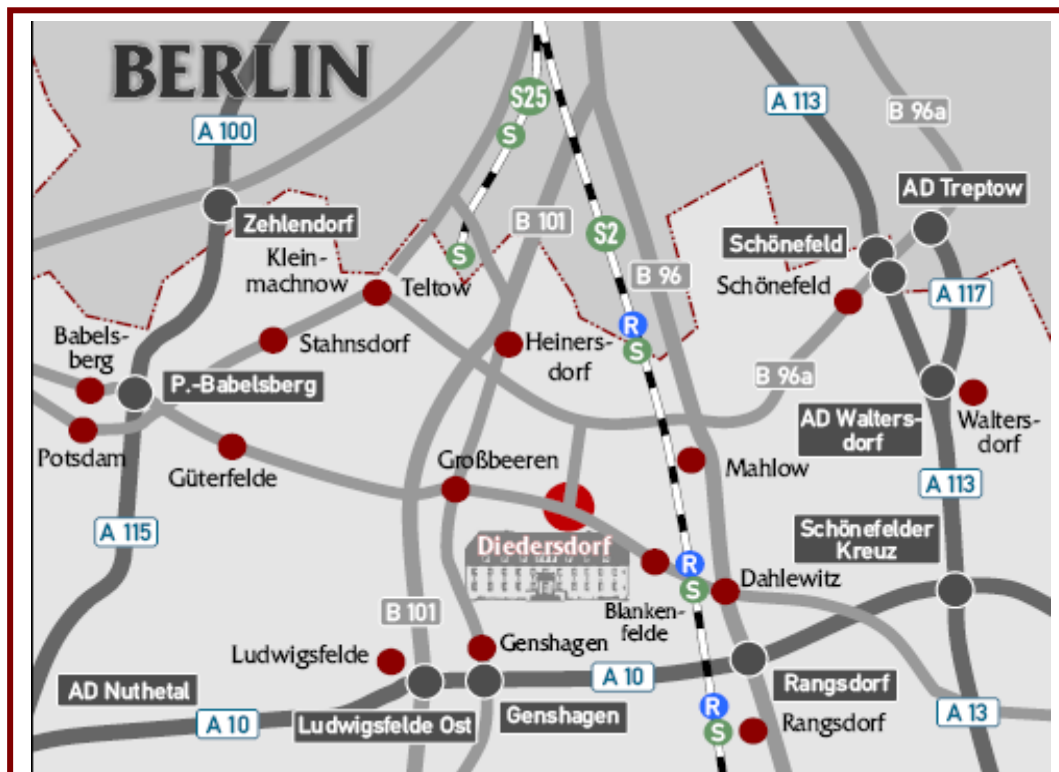 BERLIN
S25
A 113
B 96a
A 100
S
AD Treptow
Zehlendorf
B 101
S2
Klein-
machnow
S
Schönefeld
B 96
Schönefeld
Teltow
A 117
Babels-
berg
Stahnsdorf
R
S
Heiners-
dorf
P.-Babelsberg
B 96a
AD Walters-
dorf
Walters-
dorf
Potsdam
Güterfelde
Großbeeren
Mahlow
A 113
A 115
Schönefelder
Kreuz
Diedersdorf
R
S
Dahlewitz
B 101
Blanken-
felde
Ludwigsfelde
Genshagen
AD Nuthetal
A 10
Rangsdorf
A 10
Ludwigsfelde Ost
Genshagen
R
S
Rangsdorf
A 13